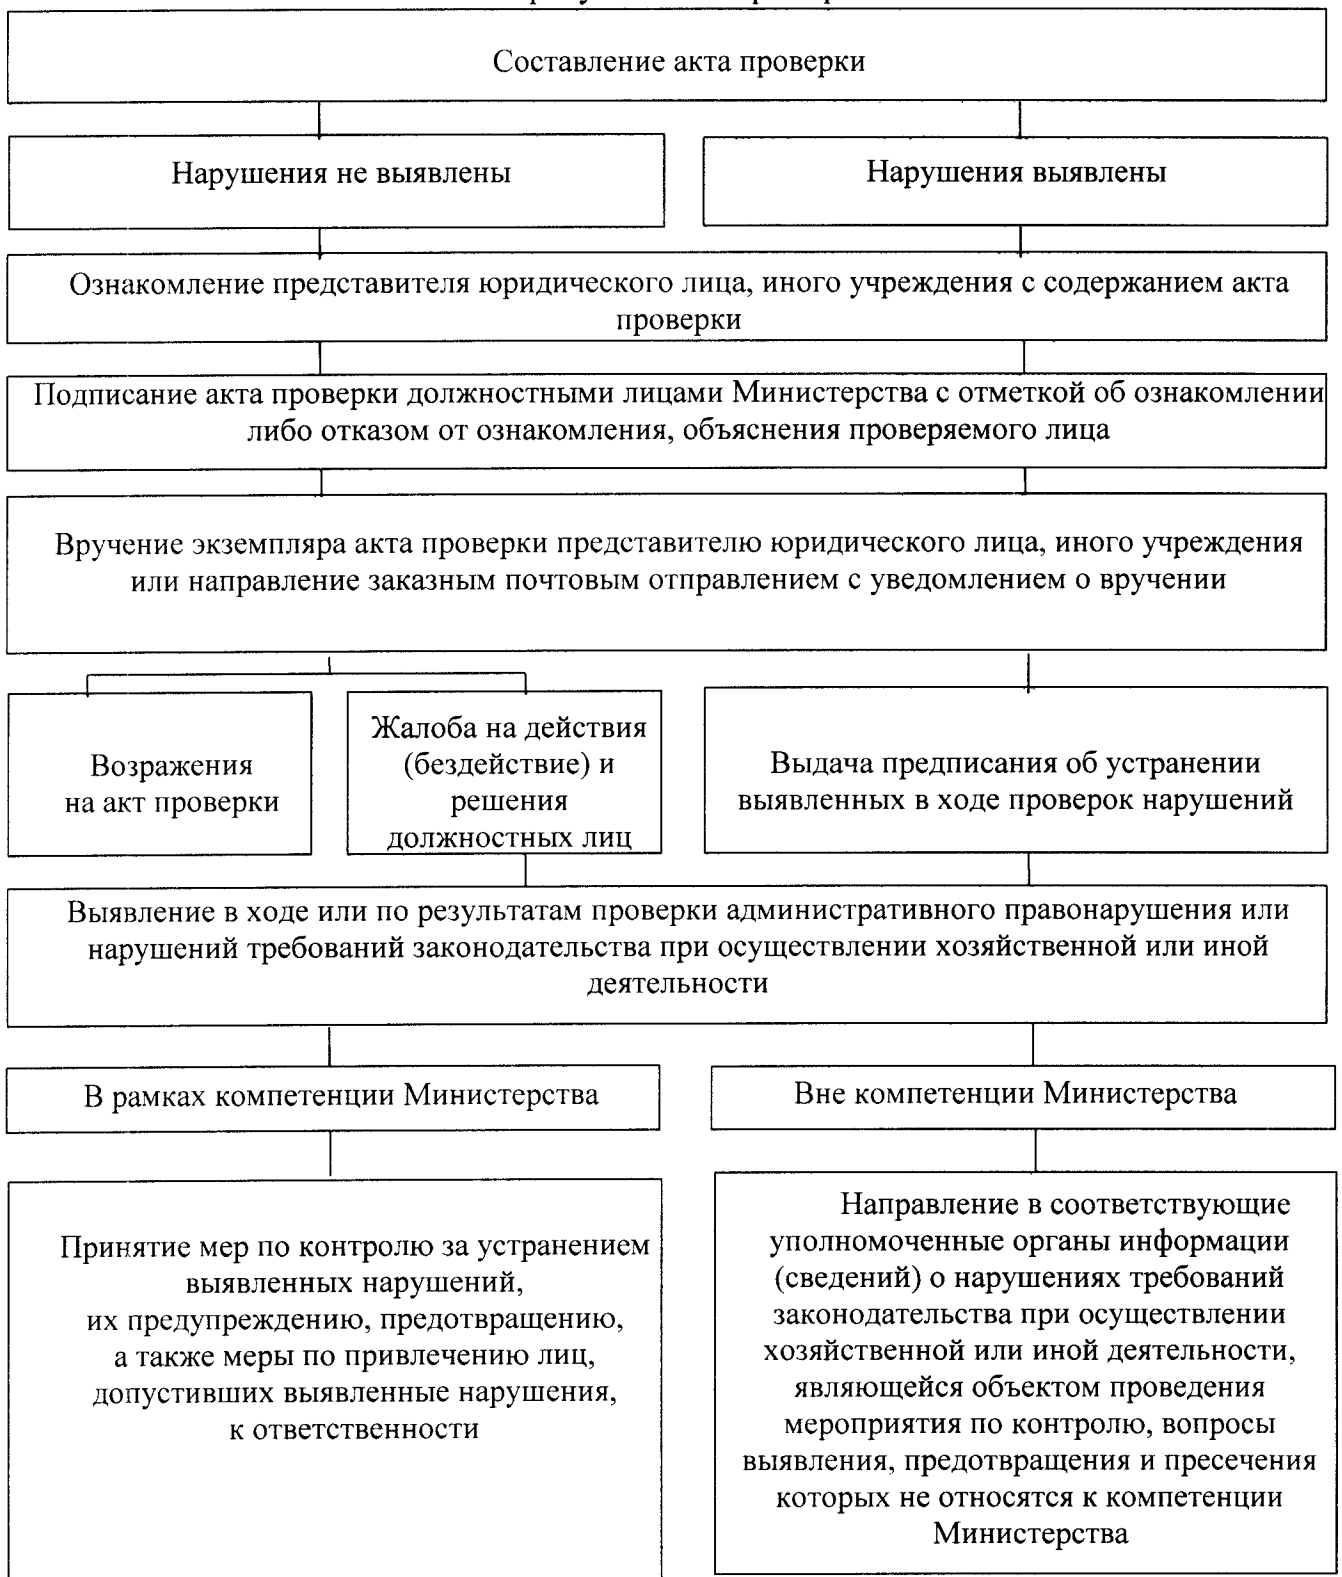 Составление акта проверки
Нарушения не выявлены
Нарушения выявлены
Ознакомление представителя юридического лица, иного учреждения с содержанием акта
проверки
Подписание акта проверки должностными лицами Министерства с отметкой об ознакомлении
либо отказом от ознакомления, объяснения проверяемого лица
Вручение экземпляра акта проверки представителю юридического лица, иного учреждения
или направление заказным почтовым отправлением с уведомлением о вручении
Возражения
на акт проверки
Жалоба на действия
(бездействие) и
решения
должностных лиц
Выдача предписания об устранении
выявленных в ходе проверок нарушений
Выявление в ходе или по результатам проверки административного правонарушения или
нарушений требований законодательства при осуществлении хозяйственной или иной
деятельности
В рамках компетенции Министерства
Вне компетенции Министерства
Принятие мер по контролю за устранением
выявленных нарушений,
их предупреждению, предотвращению,
а также меры по привлечению лиц,
допустивших выявленные нарушения,
к ответственности
Направление в соответствующие
уполномоченные органы информации
(сведений) о нарушениях требований
законодательства при осуществлении
хозяйственной или иной деятельности,
являющейся объектом проведения
мероприятия по контролю, вопросы
выявления, предотвращения и пресечения
которых не относятся к компетенции
Министерства